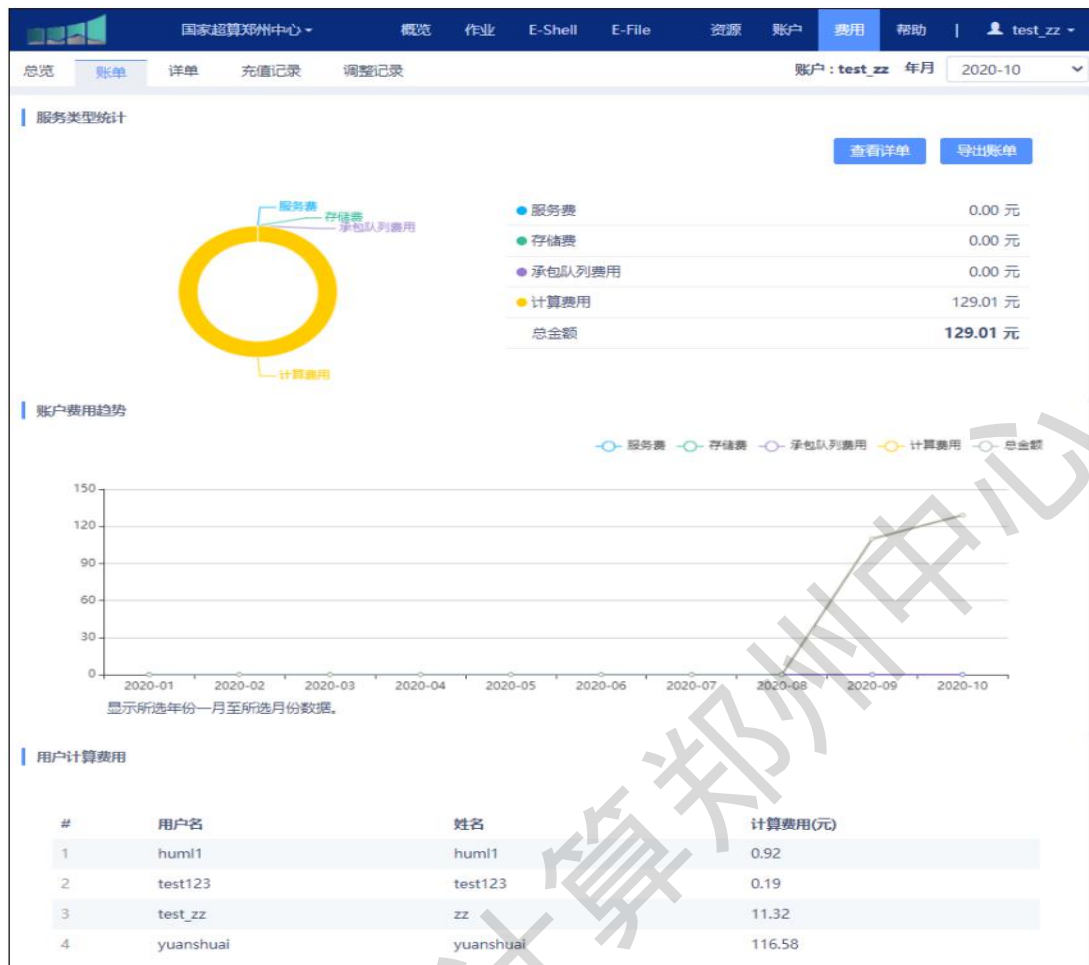 国家超算郑州中心 概览 作业 E-Shell E-File 资源 账户 费用 帮助 | test_zz
总览 账单 详单 充值记录 调整记录 账户：test_zz 年月 2020-10
服务类型统计
查看详单 导出账单
服务费
存储费
承包队列费用
计算费用
服务费 0.00 元
存储费 0.00 元
承包队列费用 0.00 元
计算费用 129.01 元
总金额 129.01 元
账户费用趋势
服务费 存储费 承包队列费用 计算费用 总金额
150
120
90
60
30
0
2020-01 2020-02 2020-03 2020-04 2020-05 2020-06 2020-07 2020-08 2020-09 2020-10
显示所选年份一月至所选月份数据。
用户计算费用
# 用户名 姓名 计算费用(元)
1 huml1 huml1 0.92
2 test123 test123 0.19
3 test_zz zz 11.32
4 yuanshuai yuanshuai 116.58
计算郑州中心